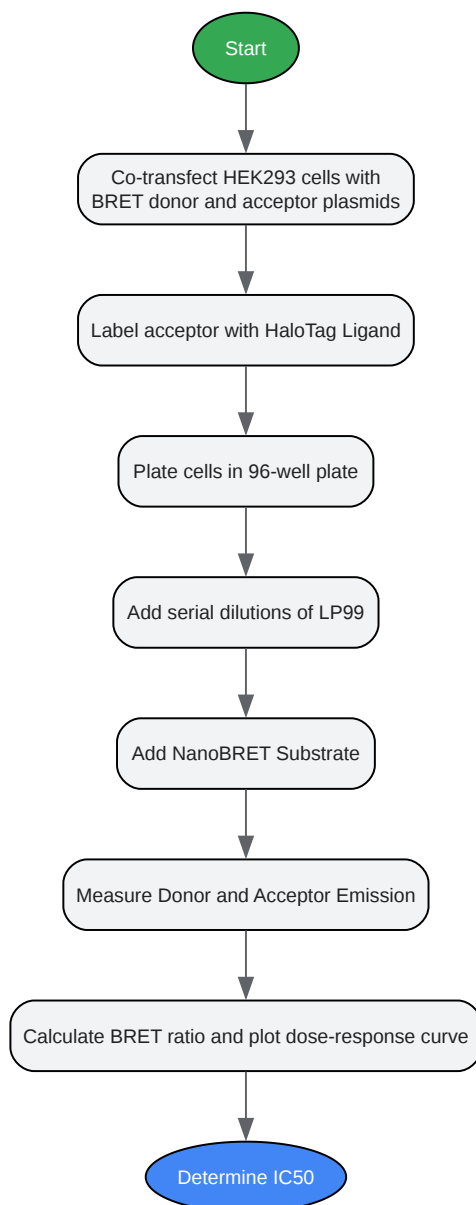 Start
Co-transfect HEK293 cells with
BRET donor and acceptor plasmids
Label acceptor with HaloTag Ligand
Plate cells in 96-well plate
Add serial dilutions of LP99
Add NanoBRET Substrate
Measure Donor and Acceptor Emission
Calculate BRET ratio and plot dose-response curve
Determine IC50